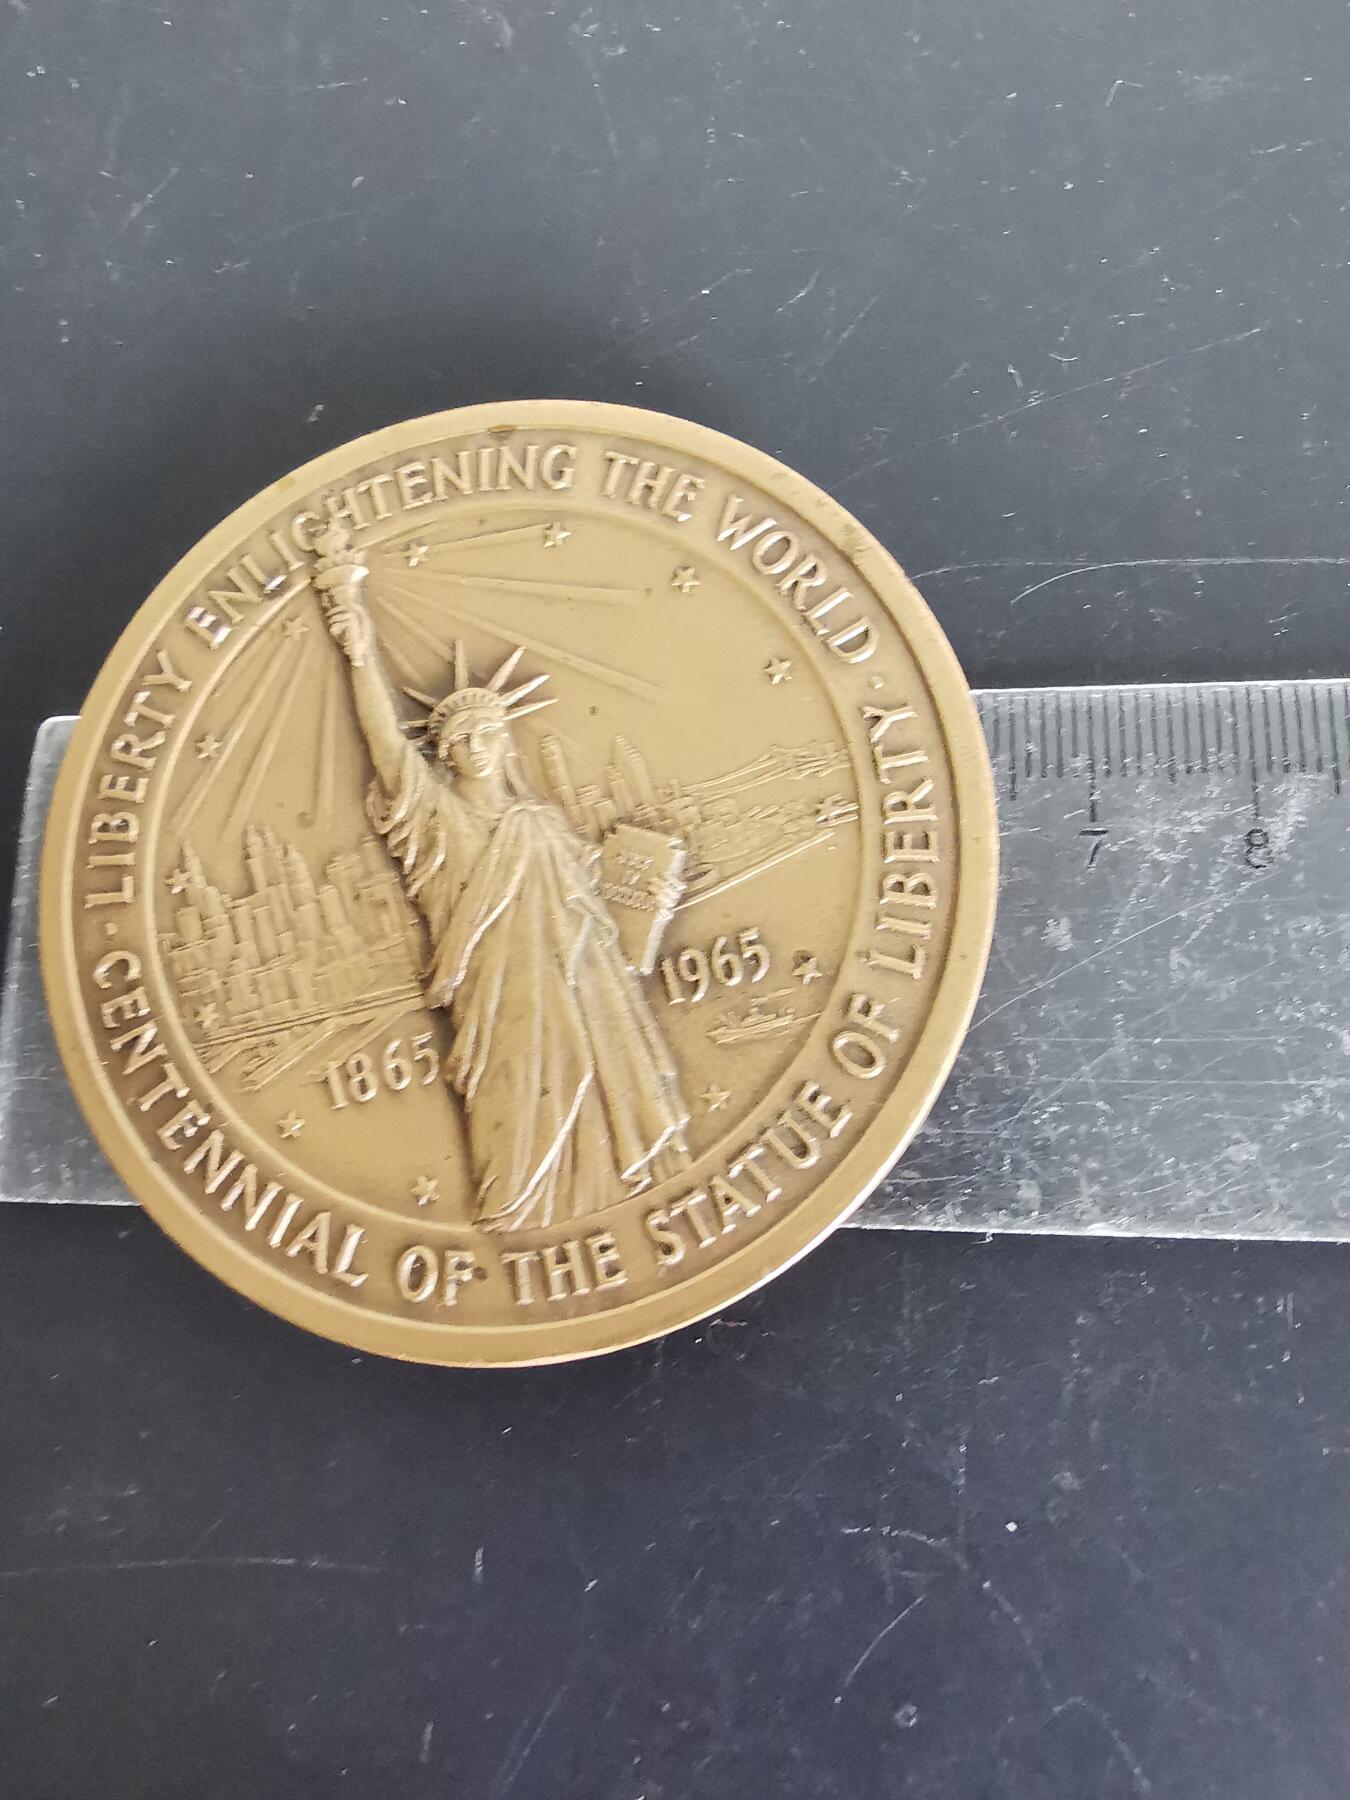 LIBERTY ENLIGHTENING THE WORLD ·
CENTENNIAL OF THE STATUE OF LIBERTY ·
1865
1965
7
8